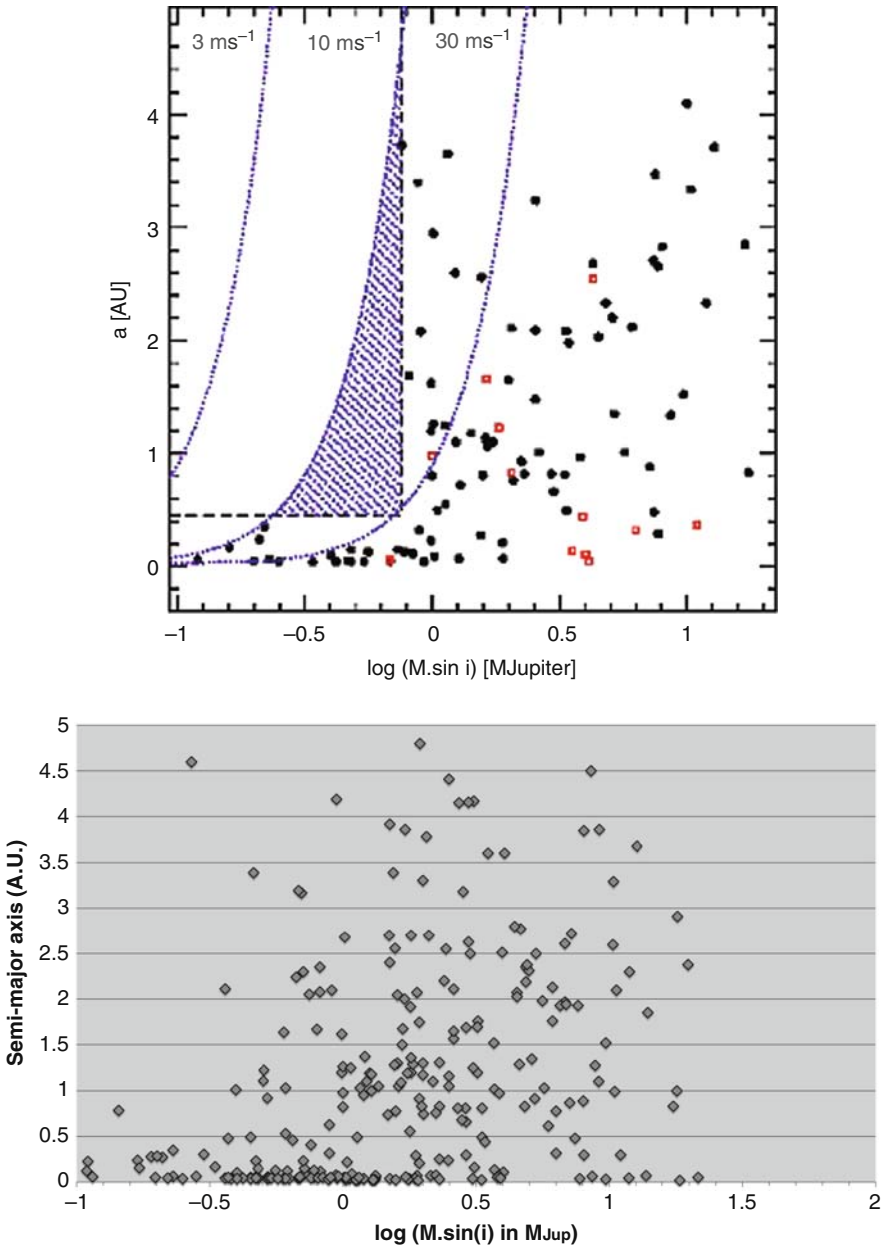 3 ms⁻¹ 10 ms⁻¹ 30 ms⁻¹
4
3
2
1
0
a [AU]
−1 −0.5 0 0.5 1
log (M.sin i) [MJupiter]
5
4.5
4
3.5
3
2.5
2
1.5
1
0.5
0
Semi-major axis (A.U.)
−1 −0.5 0 0.5 1 1.5 2
log (M.sin(i) in MJup)